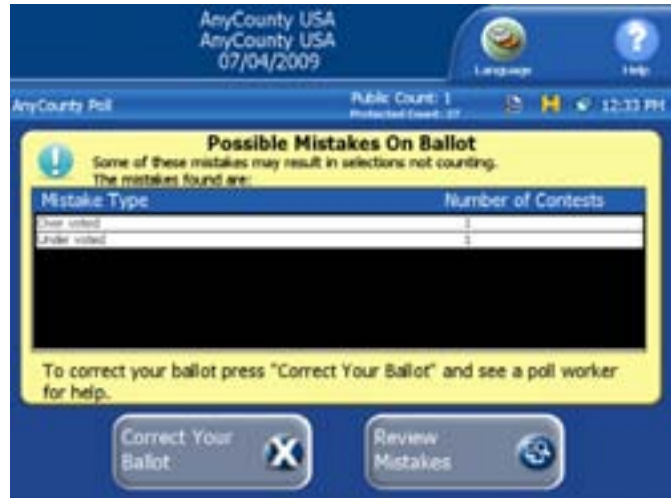 AnyCounty USA
AnyCounty USA
07/04/2009
Language
Help
AnyCounty Poll
Public Count: 1
Protected Count: 37
12:33 PM
Possible Mistakes On Ballot
Some of these mistakes may result in selections not counting.
The mistakes found are:
Mistake Type Number of Contests
Over voted 1
Under voted 1
To correct your ballot press "Correct Your Ballot" and see a poll worker
for help.
Correct Your
Ballot
Review
Mistakes